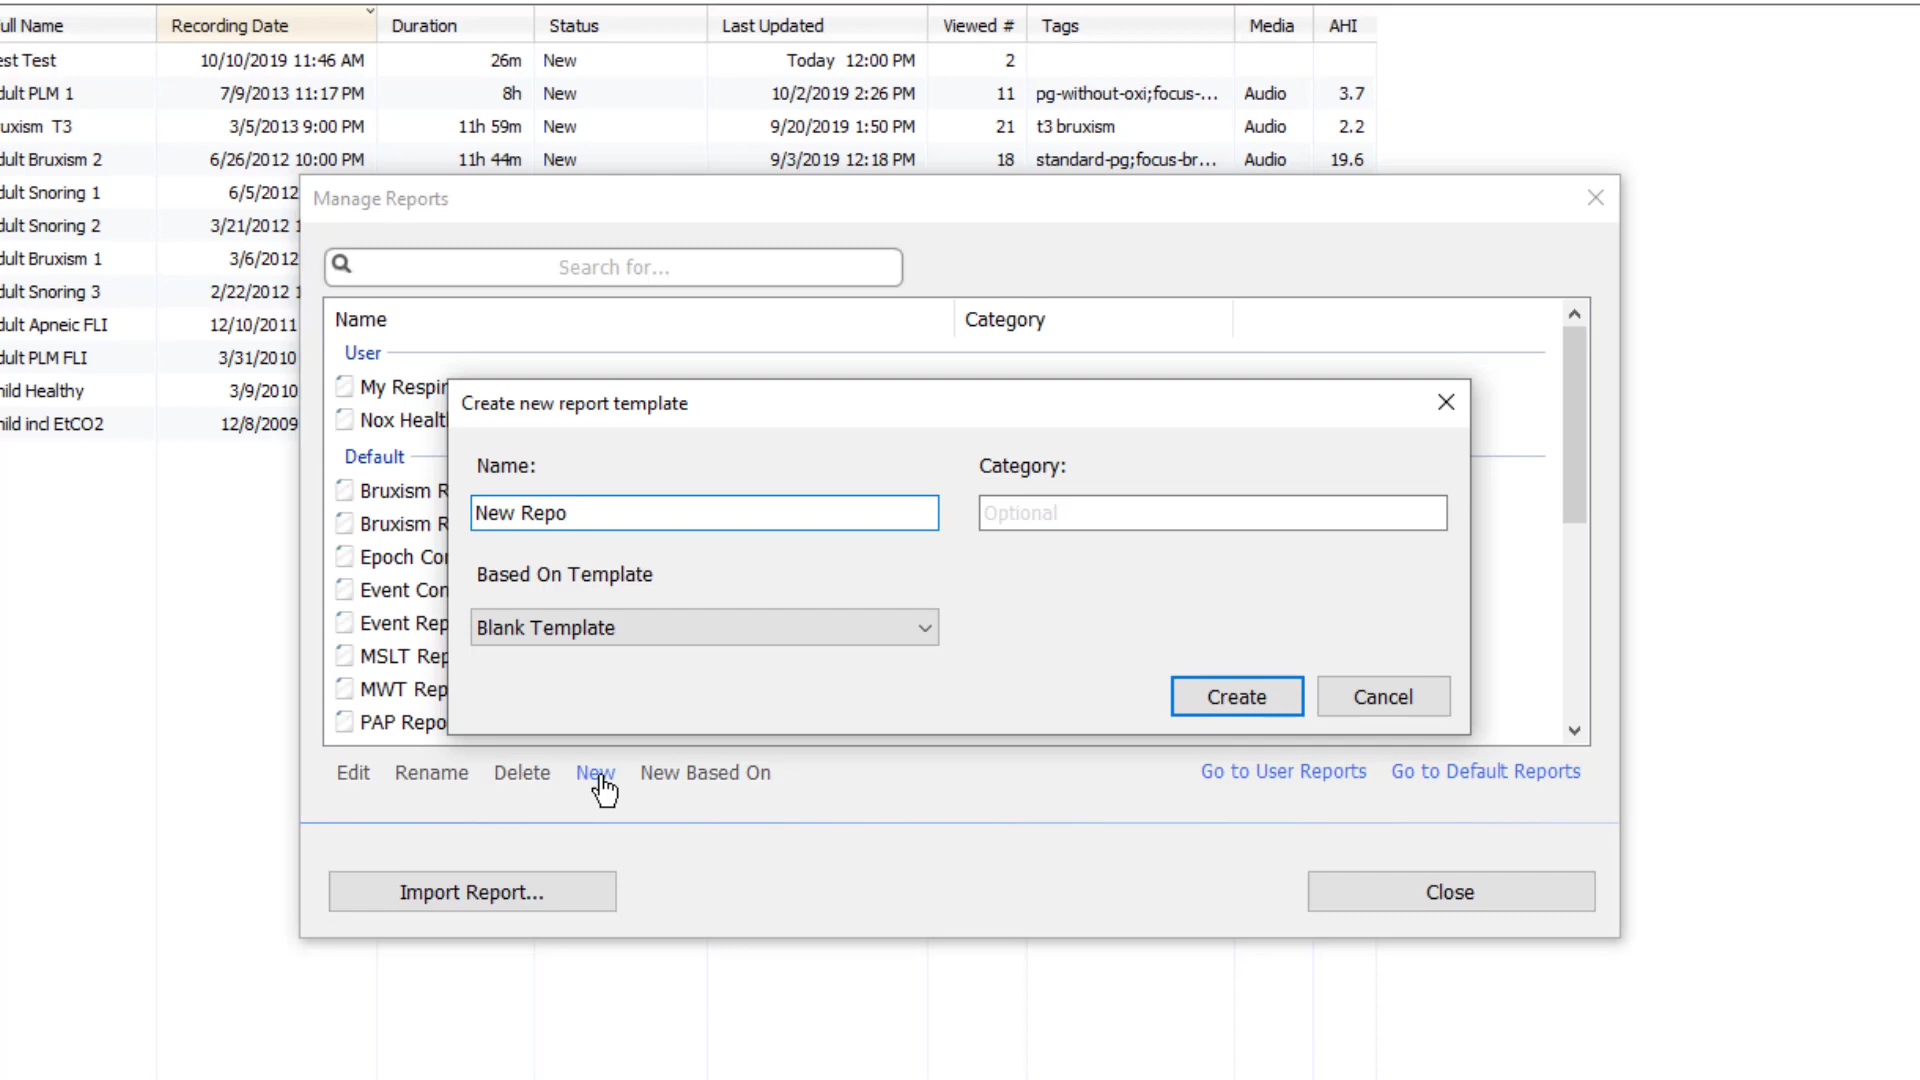 ull Name Recording Date Duration Status Last Updated Viewed # Tags Media AHI
est Test 10/10/2019 11:46 AM 26m New Today 12:00 PM 2
dult PLM 1 7/9/2013 11:17 PM 8h New 10/2/2019 2:26 PM 11 pg-without-oxi;focus-... Audio 3.7
uxism T3 3/5/2013 9:00 PM 11h 59m New 9/20/2019 1:50 PM 21 t3 bruxism Audio 2.2
dult Bruxism 2 6/26/2012 10:00 PM 11h 44m New 9/3/2019 12:18 PM 18 standard-pg;focus-br... Audio 19.6
dult Snoring 1 6/5/2012
dult Snoring 2 3/21/2012 1
dult Bruxism 1 3/6/2012
dult Snoring 3 2/22/2012 1
dult Apneic FLI 12/10/2011
dult PLM FLI 3/31/2010
hild Healthy 3/9/2010
hild incl EtCO2 12/8/2009
Manage Reports
Search for...
Name Category
User
My Respir
Nox Healt
Default
Bruxism R
Bruxism R
Epoch Con
Event Con
Event Rep
MSLT Rep
MWT Rep
PAP Repo
Create new report template
Name: Category:
New Repo Optional
Based On Template
Blank Template
Create Cancel
Edit Rename Delete New New Based On Go to User Reports Go to Default Reports
Import Report... Close